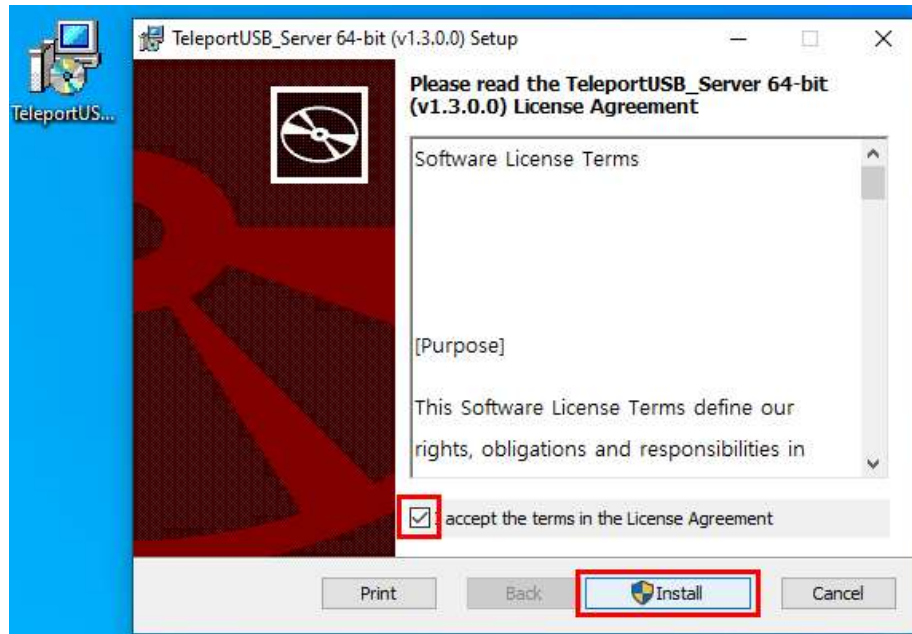 TeleportUS...
TeleportUSB_Server 64-bit (v1.3.0.0) Setup
Please read the TeleportUSB_Server 64-bit
(v1.3.0.0) License Agreement
Software License Terms
[Purpose]
This Software License Terms define our
rights, obligations and responsibilities in
I accept the terms in the License Agreement
Print
Back
Install
Cancel